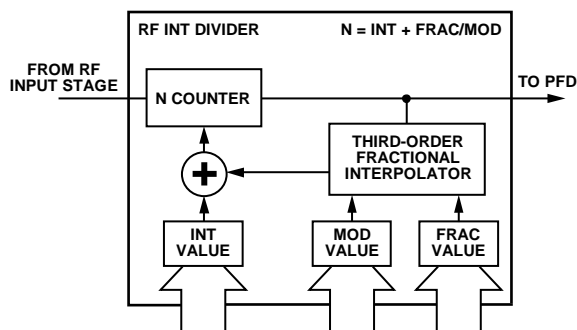 RF INT DIVIDER
N = INT + FRAC/MOD
FROM RF
INPUT STAGE
N COUNTER
TO PFD
THIRD-ORDER
FRACTIONAL
INTERPOLATOR
+
INT
VALUE
MOD
VALUE
FRAC
VALUE